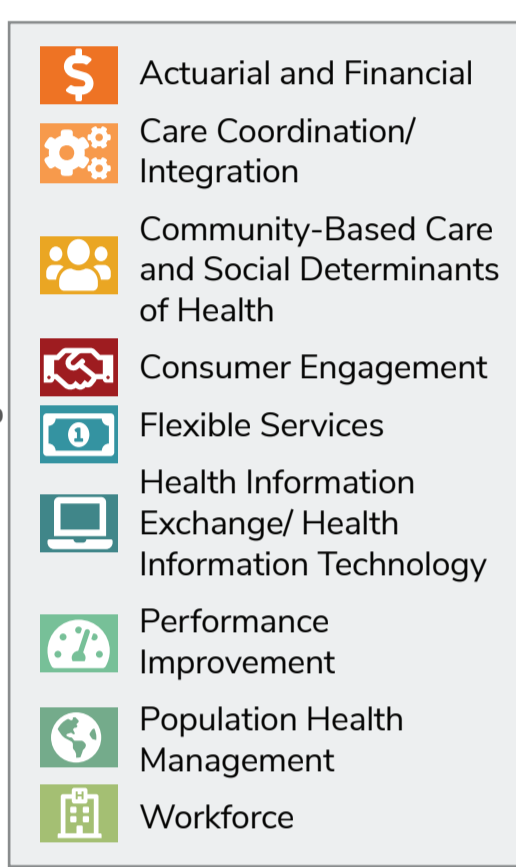 $
Actuarial and Financial
Care Coordination/
Integration
Community-Based Care
and Social Determinants
of Health
Consumer Engagement
1
Flexible Services
Health Information
Exchange/ Health
Information Technology
Performance
Improvement
Population Health
Management
H
Workforce